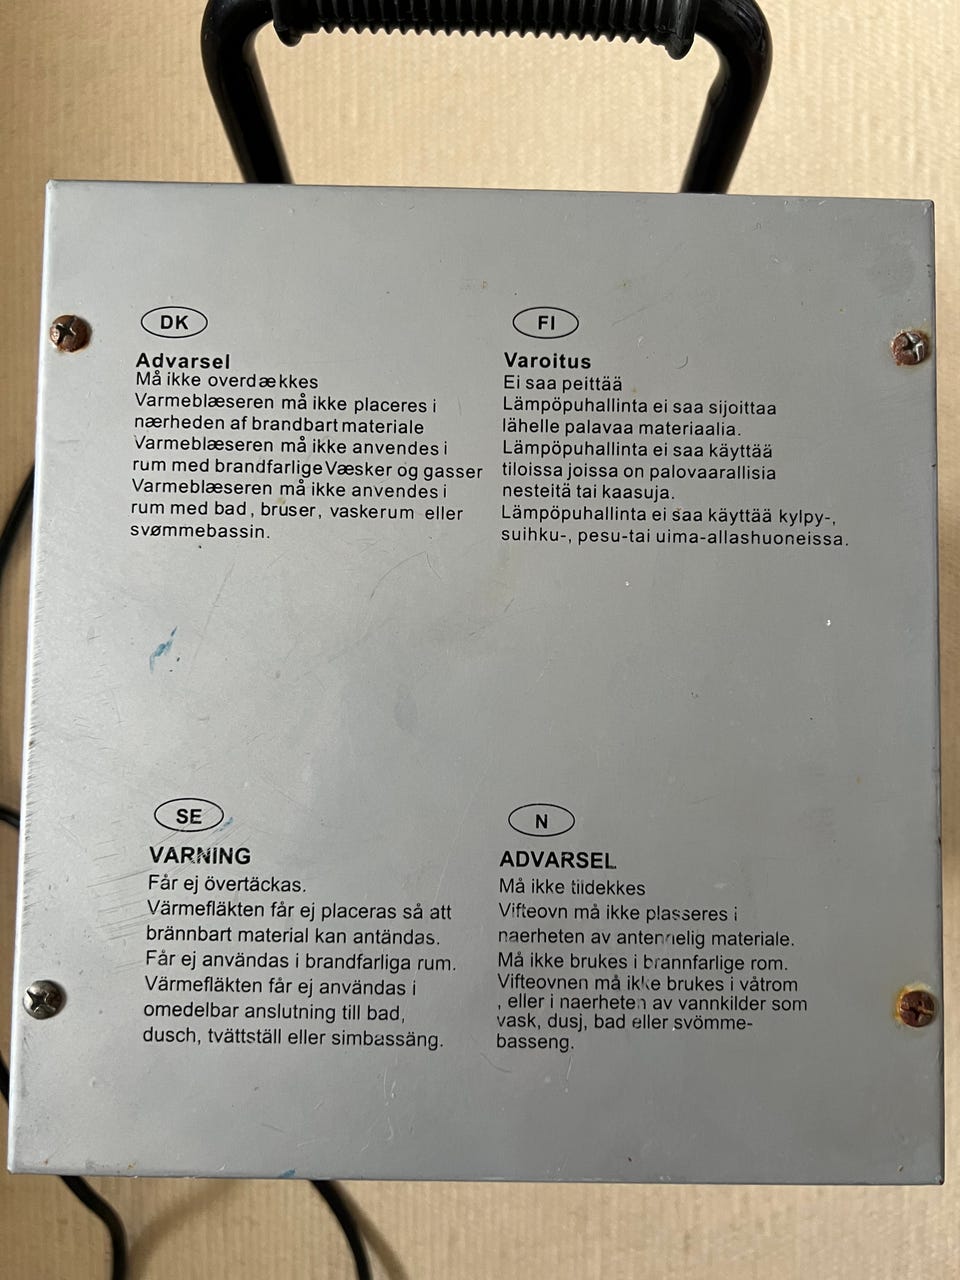 DK
Advarsel
Må ikke overdækkes
Varmeblæseren må ikke placeres i
nærheden af brandbart materiale
Varmeblæseren må ikke anvendes i
rum med brandfarlige Væsker og gasser
Varmeblæseren må ikke anvendes i
rum med bad, bruser, vaskerum eller
svømmebassin.
FI
Varoitus
Ei saa peittää
Lämpöpuhallinta ei saa sijoittaa
lähelle palavaa materiaalia.
Lämpöpuhallinta ei saa käyttää
tiloissa joissa on palovaarallisia
nesteitä tai kaasuja.
Lämpöpuhallinta ei saa käyttää kylpy-,
suihku-, pesu-tai uima-allashuoneissa.
SE
VARNING
Får ej övertäckas.
Värmefläkten får ej placeras så att
brännbart material kan antändas.
Får ej användas i brandfarliga rum.
Värmefläkten får ej användas i
omedelbar anslutning till bad,
dusch, tvättställ eller simbassäng.
N
ADVARSEL
Må ikke tiidekkes
Vifteovn må ikke plasseres i
naerheten av antennelig materiale.
Må ikke brukes i brannfarlige rom.
Vifteovnen må ikke brukes i våtrom
, eller i naerheten av vannkilder som
vask, dusj, bad eller svömme-
basseng.